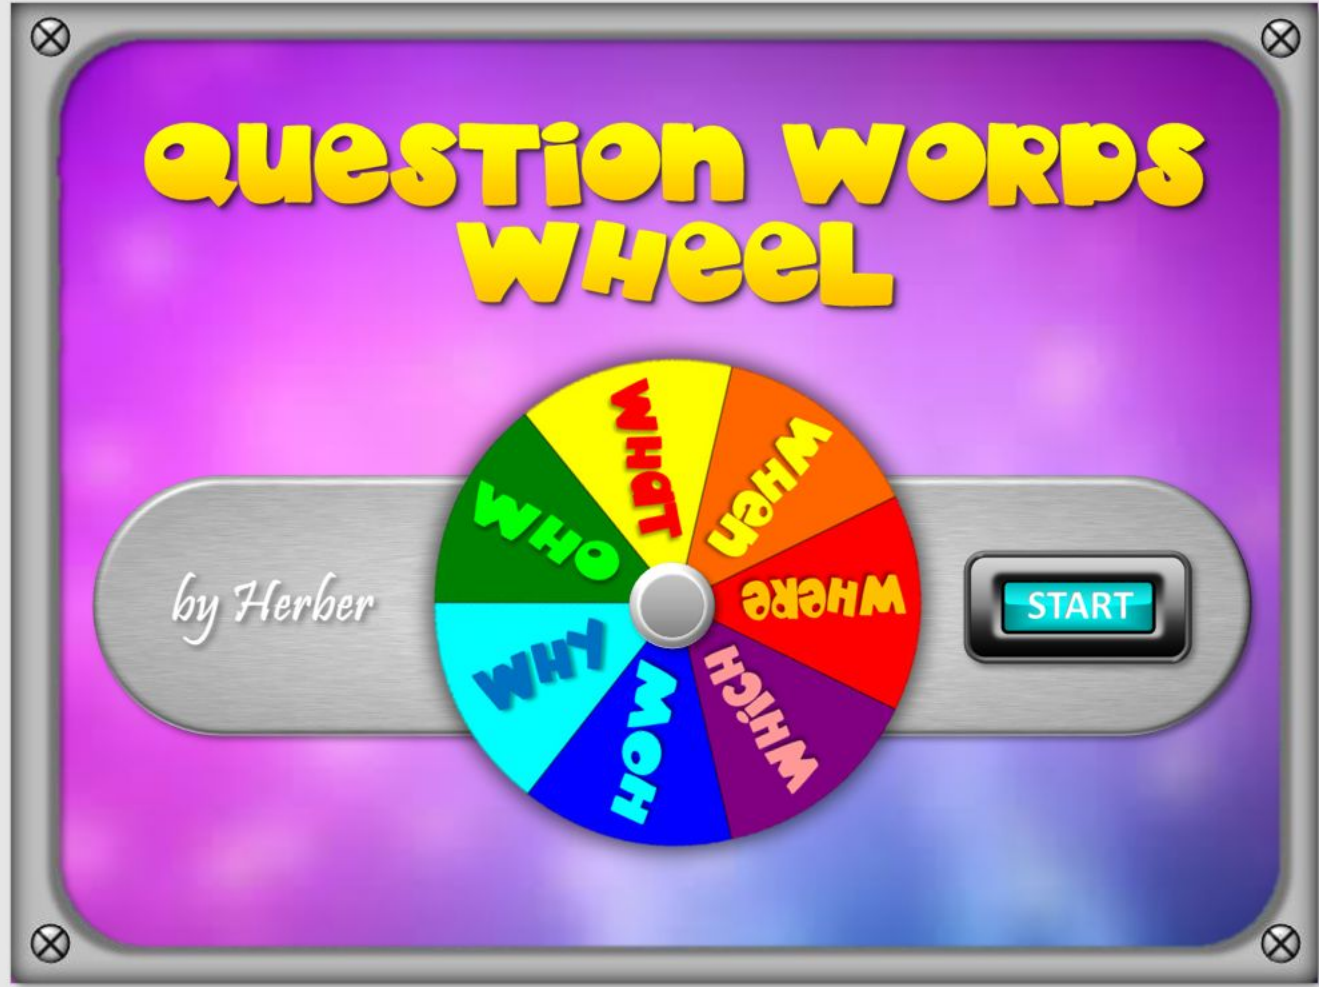 QUESTION WORDS
WHEEL
WHAT
WHEN
WHERE
WHICH
HOW
WHY
WHO
by Herber
START